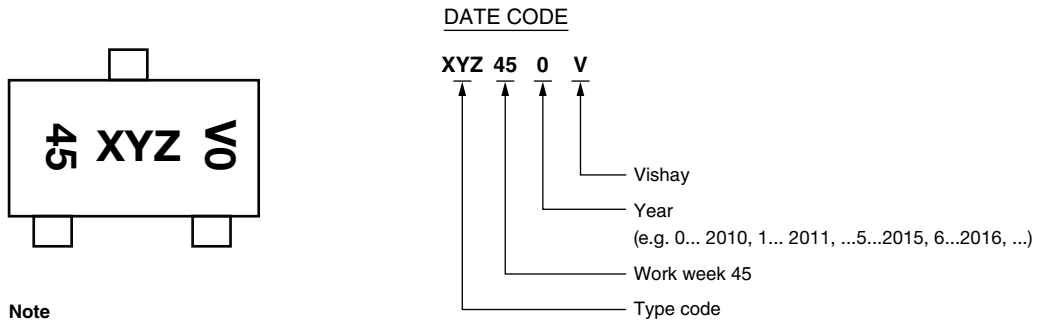 DATE CODE
XYZ 45 0 V
45 XYZ V0
Vishay
Year
(e.g. 0... 2010, 1... 2011, ...5...2015, 6...2016, ...)
Work week 45
Type code
Note